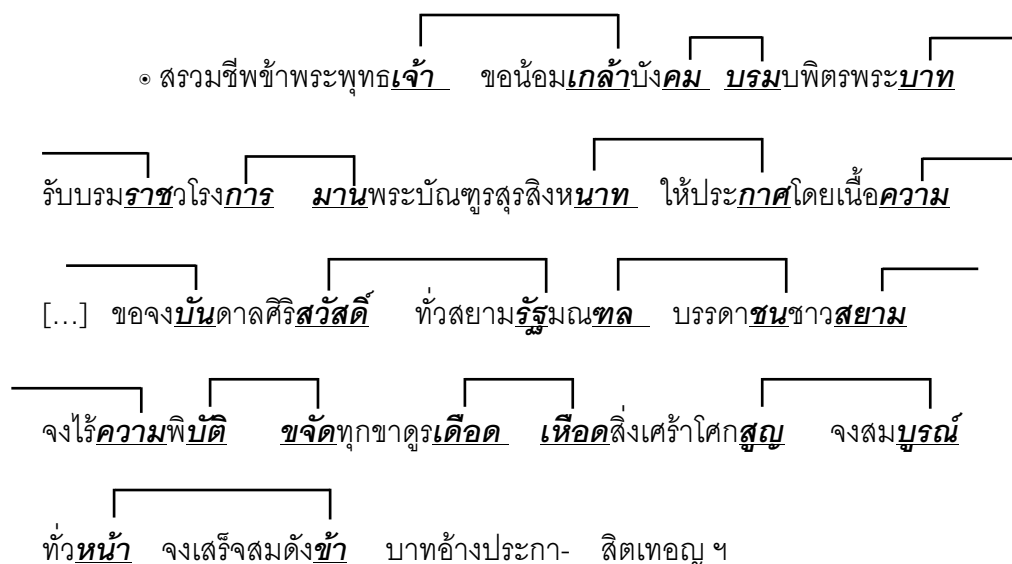 ๏ สรวมชีพข้าพระพุทธเจ้า ขอน้อมเกล้าบังคม บรมบพิตรพระบาท
รับบรมราชวโรงการ มานพระบัณฑูรสุรสิงหนาท ให้ประกาศโดยเนื้อความ
[…] ขอจงบันดาลศิริสวัสดิ์ ทั่วสยามรัฐมณฑล บรรดาชนชาวสยาม
จงไร้ความพิบัติ ขจัดทุกขาดูรเดือด เหือดสิ่งเศร้าโศกสูญ จงสมบูรณ์
ทั่วหน้า จงเสร็จสมดังข้า บาทอ้างประกา- สิตเทอญ ฯ